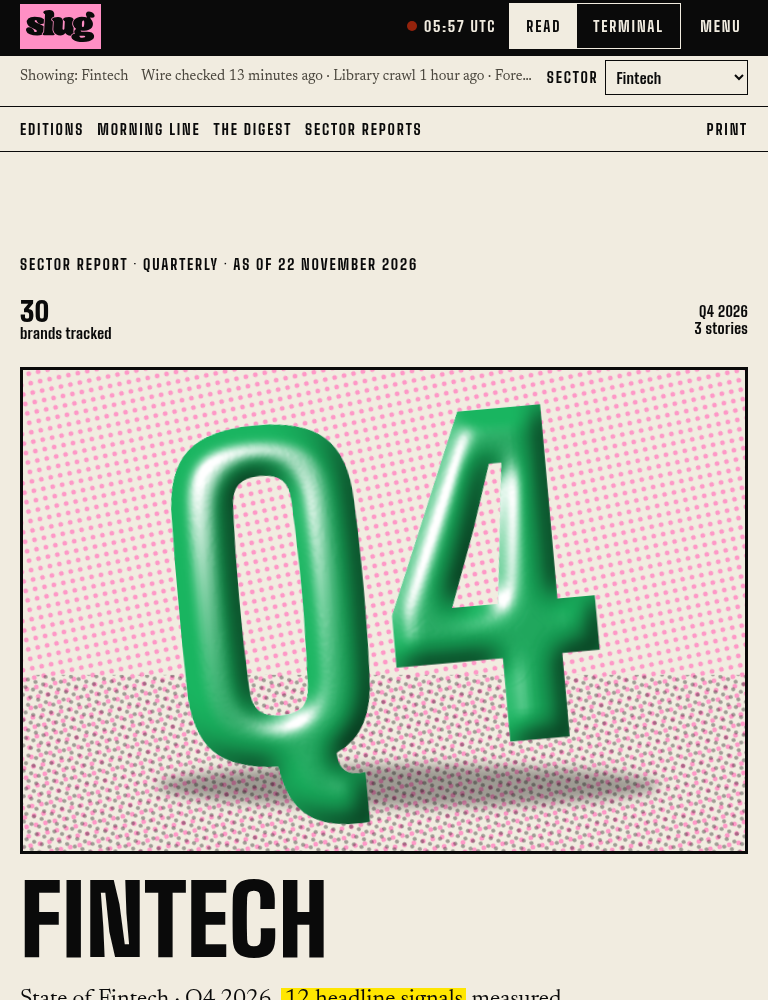 slug
05:57 UTC
READ
TERMINAL
MENU
Showing: Fintech Wire checked 13 minutes ago · Library crawl 1 hour ago · Fore…
SECTOR
Fintech
EDITIONS MORNING LINE THE DIGEST SECTOR REPORTS
PRINT
SECTOR REPORT · QUARTERLY · AS OF 22 NOVEMBER 2026
30
brands tracked
Q4 2026
3 stories
Q4
FINTECH
State of Fintech · Q4 2026. 12 headline signals measured